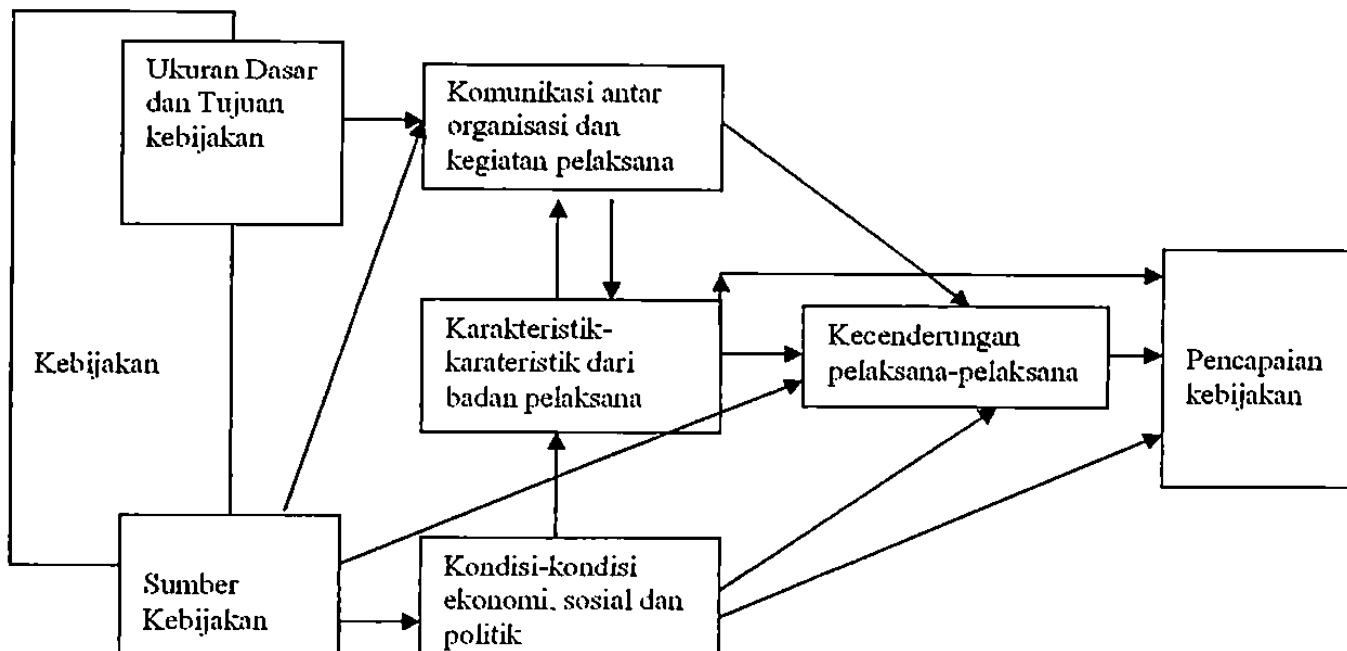 Ukuran Dasar
dan Tujuan
kebijakan
Komunikasi antar
organisasi dan
kegiatan pelaksana
Kebijakan
Karakteristik-
karateristik dari
badan pelaksana
Kecenderungan
pelaksana-pelaksana
Pencapaian
kebijakan
Sumber
Kebijakan
Kondisi-kondisi
ekonomi, sosial dan
politik